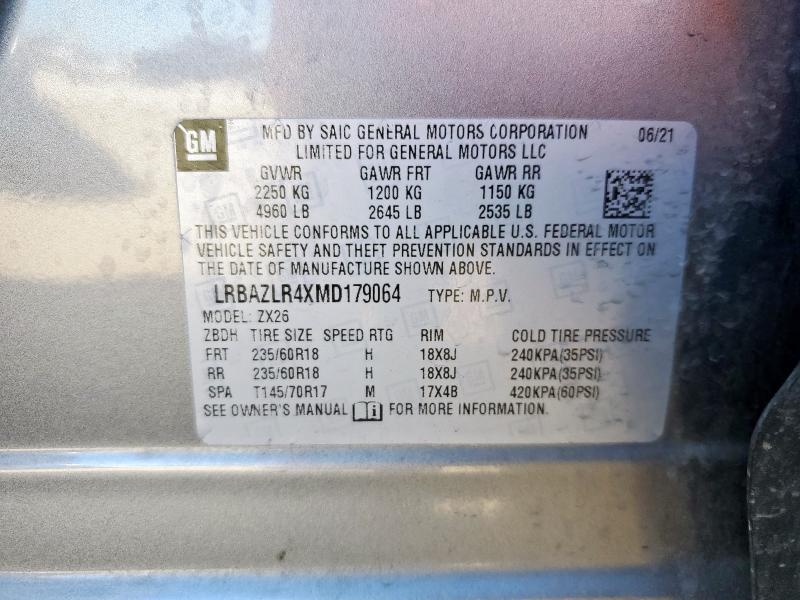 GM MFD BY SAIC GENERAL MOTORS CORPORATION 06/21
LIMITED FOR GENERAL MOTORS LLC
GVWR GAWR FRT GAWR RR
2250 KG 1200 KG 1150 KG
4960 LB 2645 LB 2535 LB
THIS VEHICLE CONFORMS TO ALL APPLICABLE U.S. FEDERAL MOTOR
VEHICLE SAFETY AND THEFT PREVENTION STANDARDS IN EFFECT ON
THE DATE OF MANUFACTURE SHOWN ABOVE.
LRBAZLR4XMD179064 TYPE: M.P.V.
MODEL: ZX26
ZBDH TIRE SIZE SPEED RTG RIM COLD TIRE PRESSURE
FRT 235/60R18 H 18X8J 240KPA(35PSI)
RR 235/60R18 H 18X8J 240KPA(35PSI)
SPA T145/70R17 M 17X4B 420KPA(60PSI)
SEE OWNER'S MANUAL i FOR MORE INFORMATION.